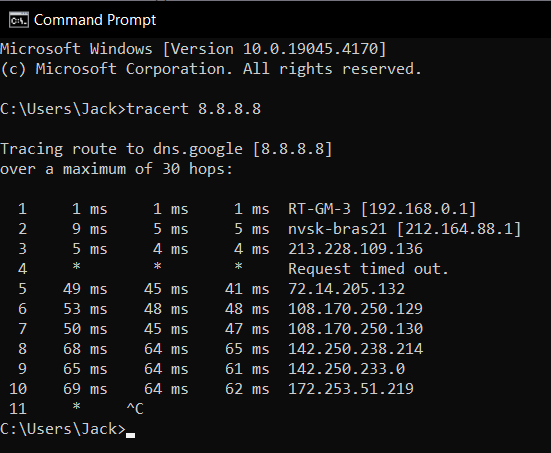 Command Prompt
Microsoft Windows [Version 10.0.19045.4170]
(c) Microsoft Corporation. All rights reserved.
C:\Users\Jack>tracert 8.8.8.8
Tracing route to dns.google [8.8.8.8]
over a maximum of 30 hops:
1 1 ms 1 ms 1 ms RT-GM-3 [192.168.0.1]
2 9 ms 5 ms 5 ms nvsk-bras21 [212.164.88.1]
3 5 ms 4 ms 4 ms 213.228.109.136
4 * * * Request timed out.
5 49 ms 45 ms 41 ms 72.14.205.132
6 53 ms 48 ms 48 ms 108.170.250.129
7 50 ms 45 ms 47 ms 108.170.250.130
8 68 ms 64 ms 65 ms 142.250.238.214
9 65 ms 64 ms 61 ms 142.250.233.0
10 69 ms 64 ms 62 ms 172.253.51.219
11 * ^C
C:\Users\Jack>